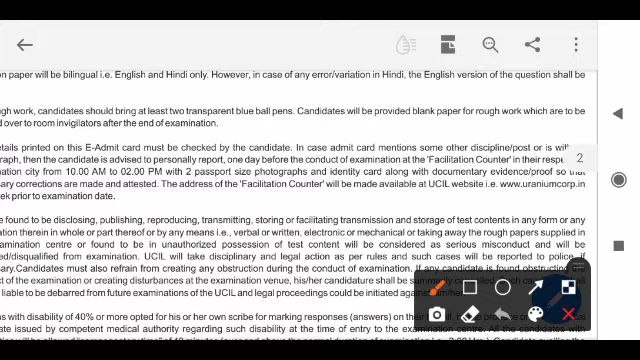 n paper will be bilingual i.e. English and Hindi only. However, in case of any error/variation in Hindi, the English version of the question shall be
ugh work, candidates should bring at least two transparent blue ball pens. Candidates will be provided blank paper for rough work which are to be
d over to room invigilators after the end of examination.
etails printed on this E-Admit card must be checked by the candidate. In case admit card mentions some other discipline/post or is with
graph, then the candidate is advised to personally report, one day before the conduct of examination at the 'Facilitation Counter' in their respe
2
nation city from 10.00 AM to 02.00 PM with 2 passport size photographs and identity card along with documentary evidence/proof so that
sary corrections are made and attested. The address of the 'Facilitation Counter' will be made available at UCIL website i.e. www.uraniumcorp.in
eek prior to examination date.
e found to be disclosing, publishing, reproducing, transmitting, storing or facilitating transmission and storage of test contents in any form or any
ation therein in whole or part thereof or by any means i.e., verbal or written, electronic or mechanical or taking away the rough papers supplied in
amination centre or found to be in unauthorized possession of test content will be considered as serious misconduct and will be
ed/disqualified from examination. UCIL will take disciplinary and legal action as per rules and such cases will be reported to police, if
sary.Candidates must also refrain from creating any obstruction during the conduct of examination. If any candidate is found obstructing the
ct of the examination or creating disturbances at the examination venue, his/her candidature shall be summ
liable to be debarred from future examinations of the UCIL and legal proceedings could be initiated against him/her.
ns with disability of 40% or more opted for his or her own scribe for marking responses (answers) on the
ate issued by competent medical authority regarding such disability at the time of entry to the examination